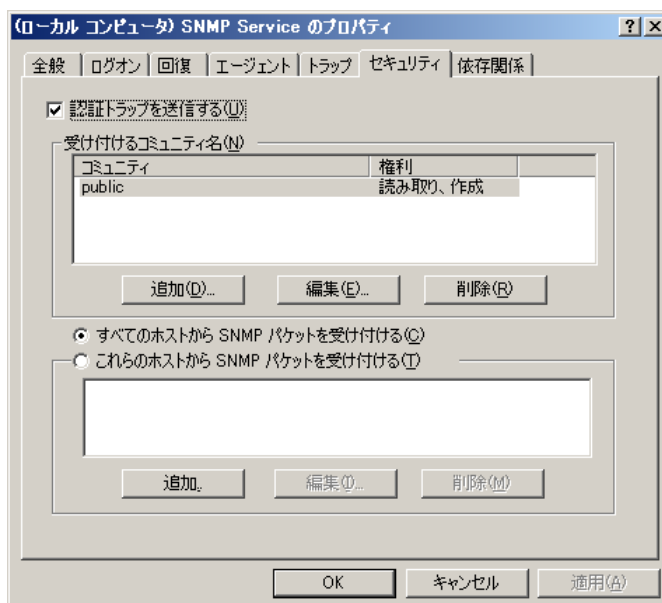 (ローカル コンピュータ) SNMP Service のプロパティ
全般 ログオン 回復 エージェント トラップ セキュリティ 依存関係
認証トラップを送信する(U)
受け付けるコミュニティ名(N)
コミュニティ 権利
public 読み取り、作成
追加(D)... 編集(E)... 削除(R)
すべてのホストから SNMP パケットを受け付ける(C)
これらのホストから SNMP パケットを受け付ける(T)
追加.. 編集(I)... 削除(M)
OK キャンセル 適用(A)